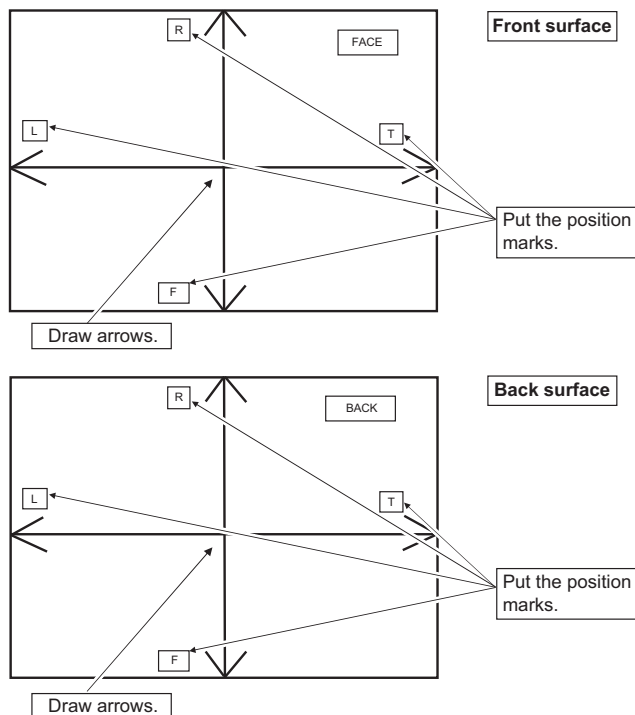 Front surface
R
FACE
L
T
Put the position
marks.
F
Draw arrows.
Back surface
R
BACK
L
T
Put the position
marks.
F
Draw arrows.